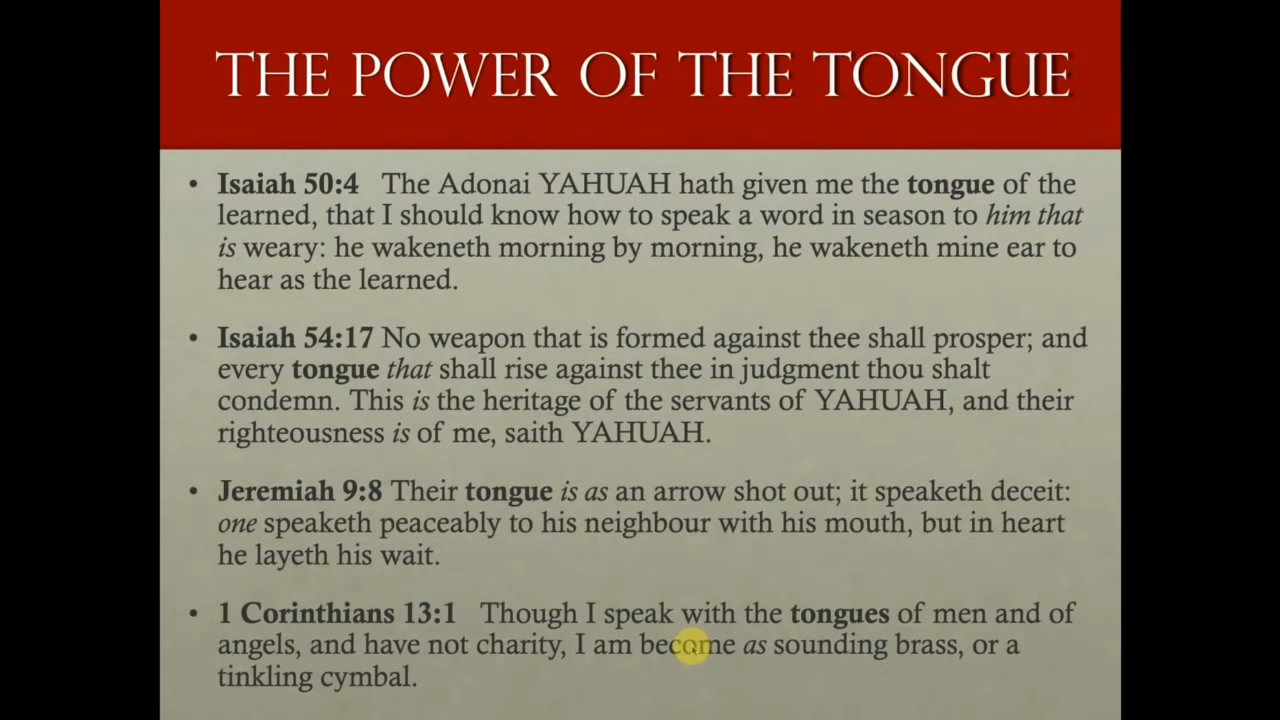 THE POWER OF THE TONGUE
• Isaiah 50:4 The Adonai YAHUAH hath given me the tongue of the
learned, that I should know how to speak a word in season to him that
is weary: he wakeneth morning by morning, he wakeneth mine ear to
hear as the learned.
• Isaiah 54:17 No weapon that is formed against thee shall prosper; and
every tongue that shall rise against thee in judgment thou shalt
condemn. This is the heritage of the servants of YAHUAH, and their
righteousness is of me, saith YAHUAH.
• Jeremiah 9:8 Their tongue is as an arrow shot out; it speaketh deceit:
one speaketh peaceably to his neighbour with his mouth, but in heart
he layeth his wait.
• 1 Corinthians 13:1 Though I speak with the tongues of men and of
angels, and have not charity, I am become as sounding brass, or a
tinkling cymbal.